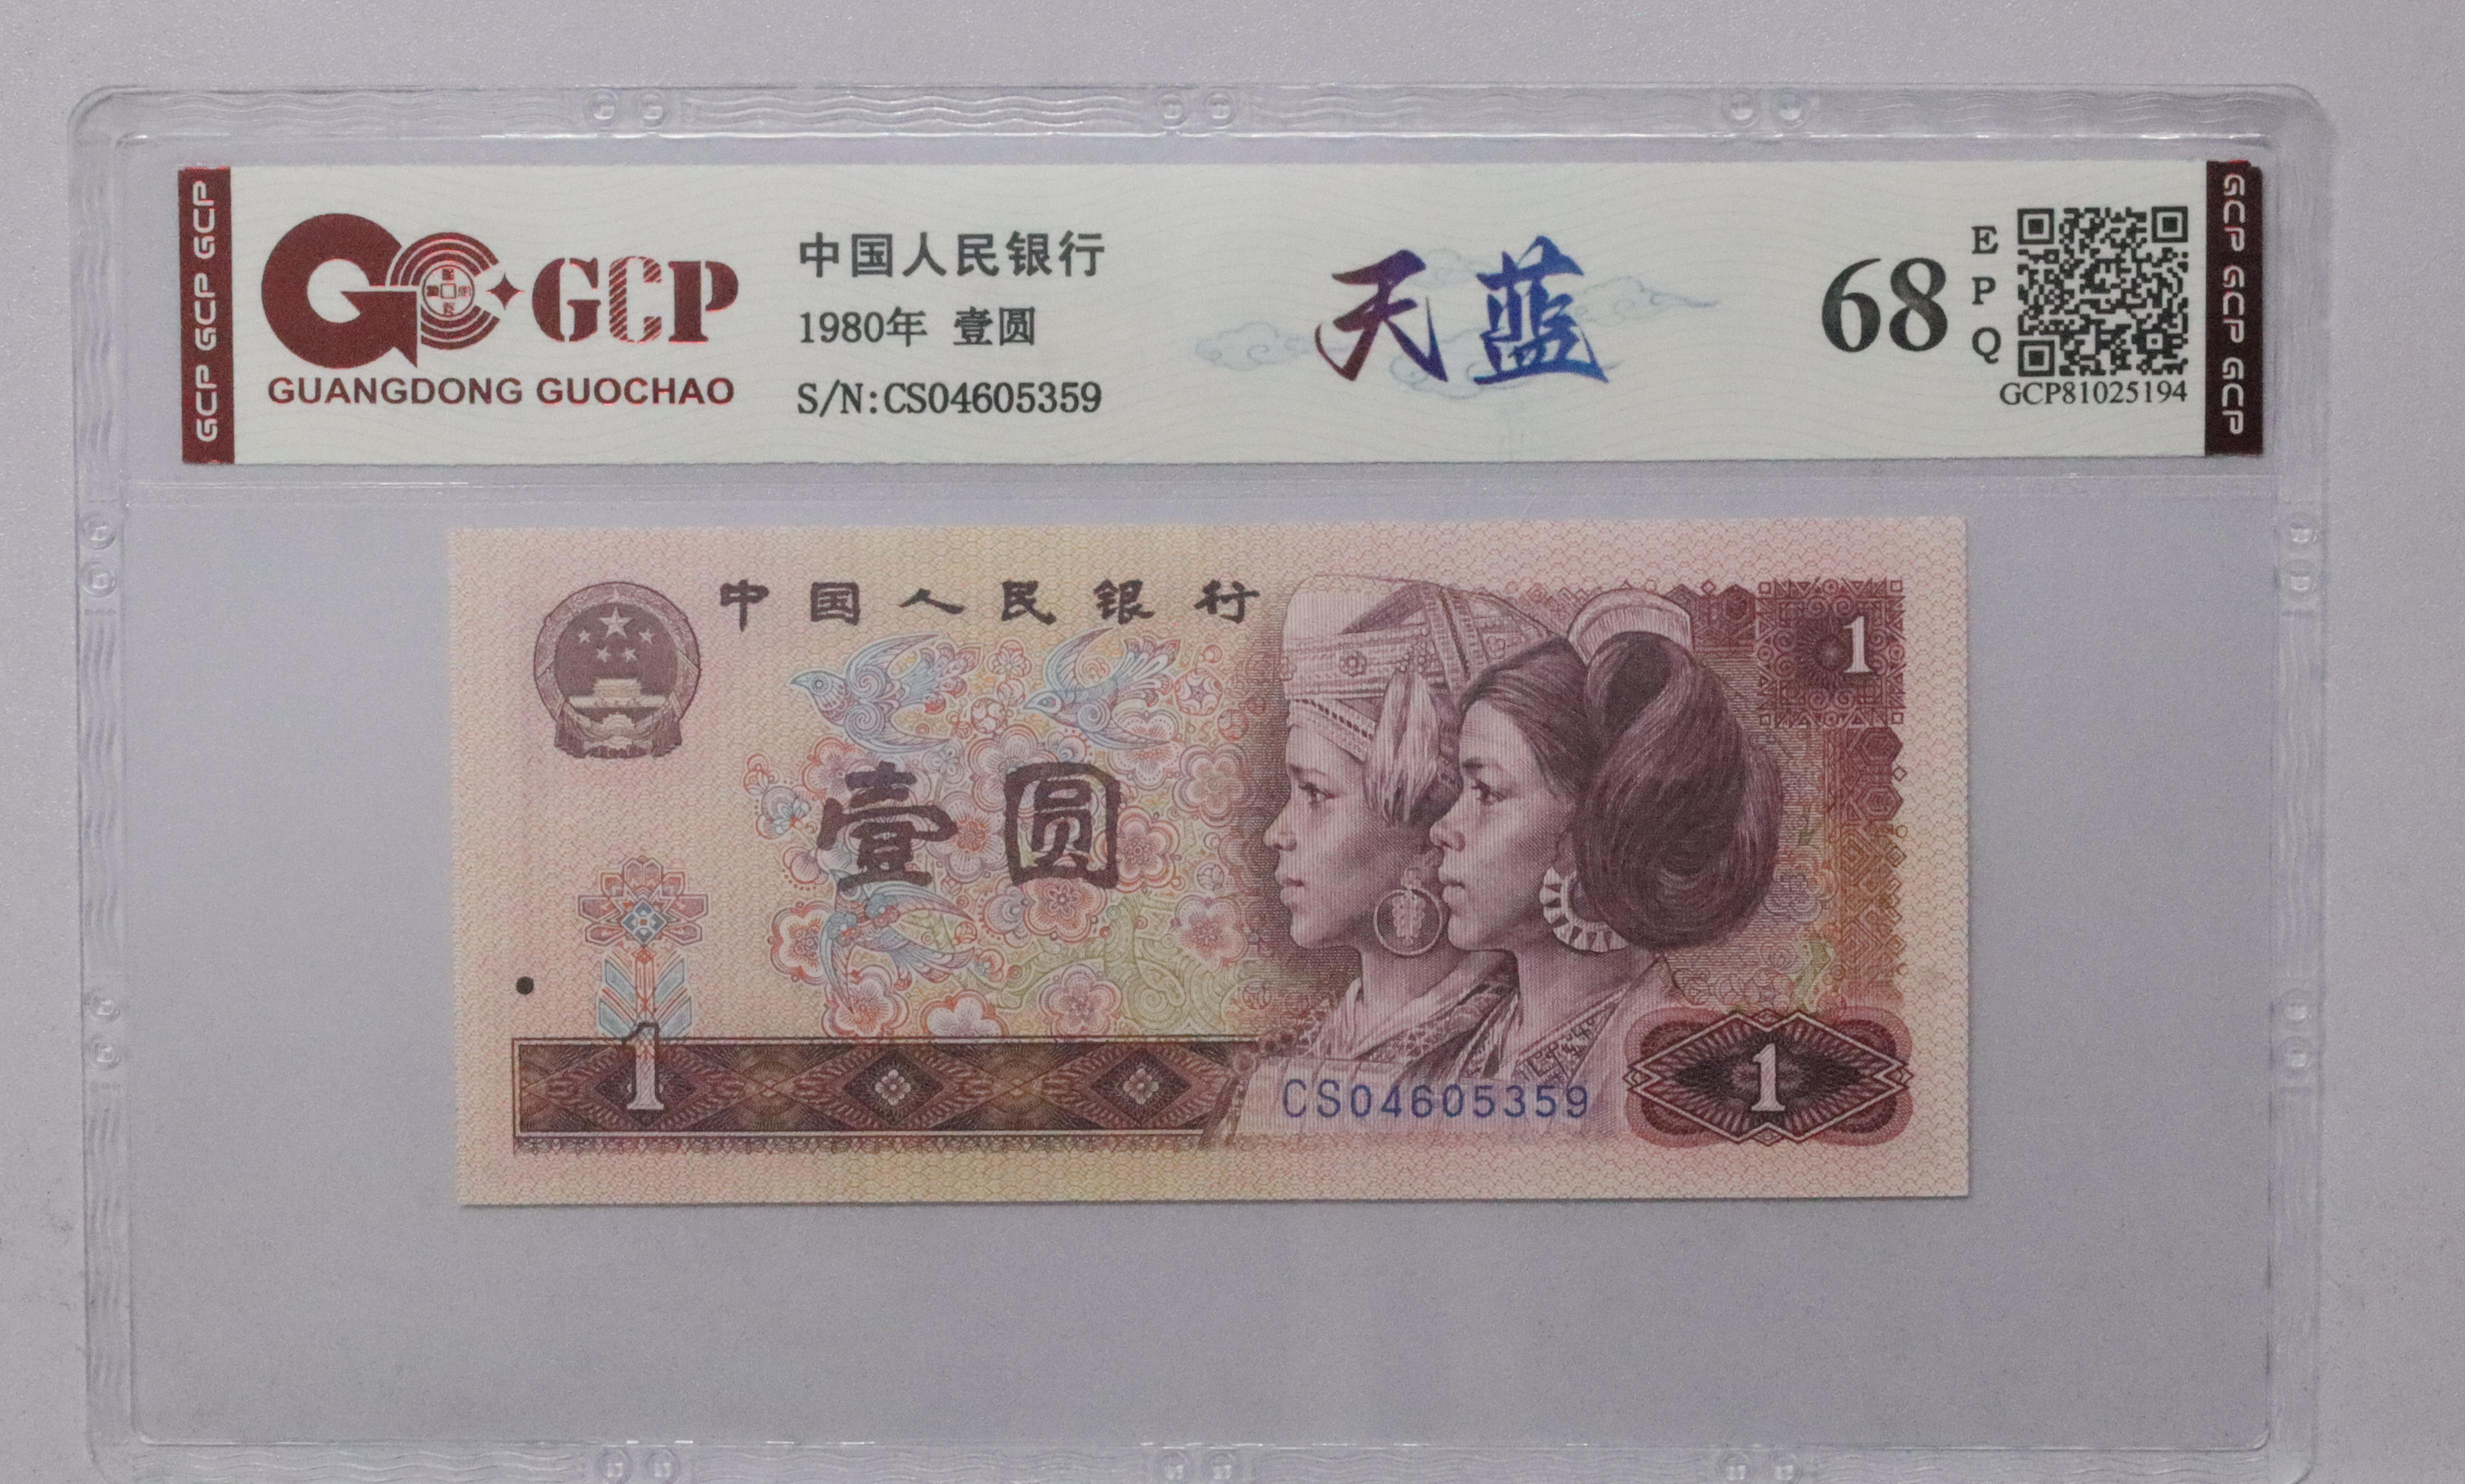 GCP GCP GCP
GCP
GUANGDONG GUOCHAO
中国人民银行
1980年 壹圆
S/N:CS04605359
天蓝
68
EPQ
GCP81025194
GCP GCP GCP
中国人民银行
1
壹圆
1
CS04605359
1